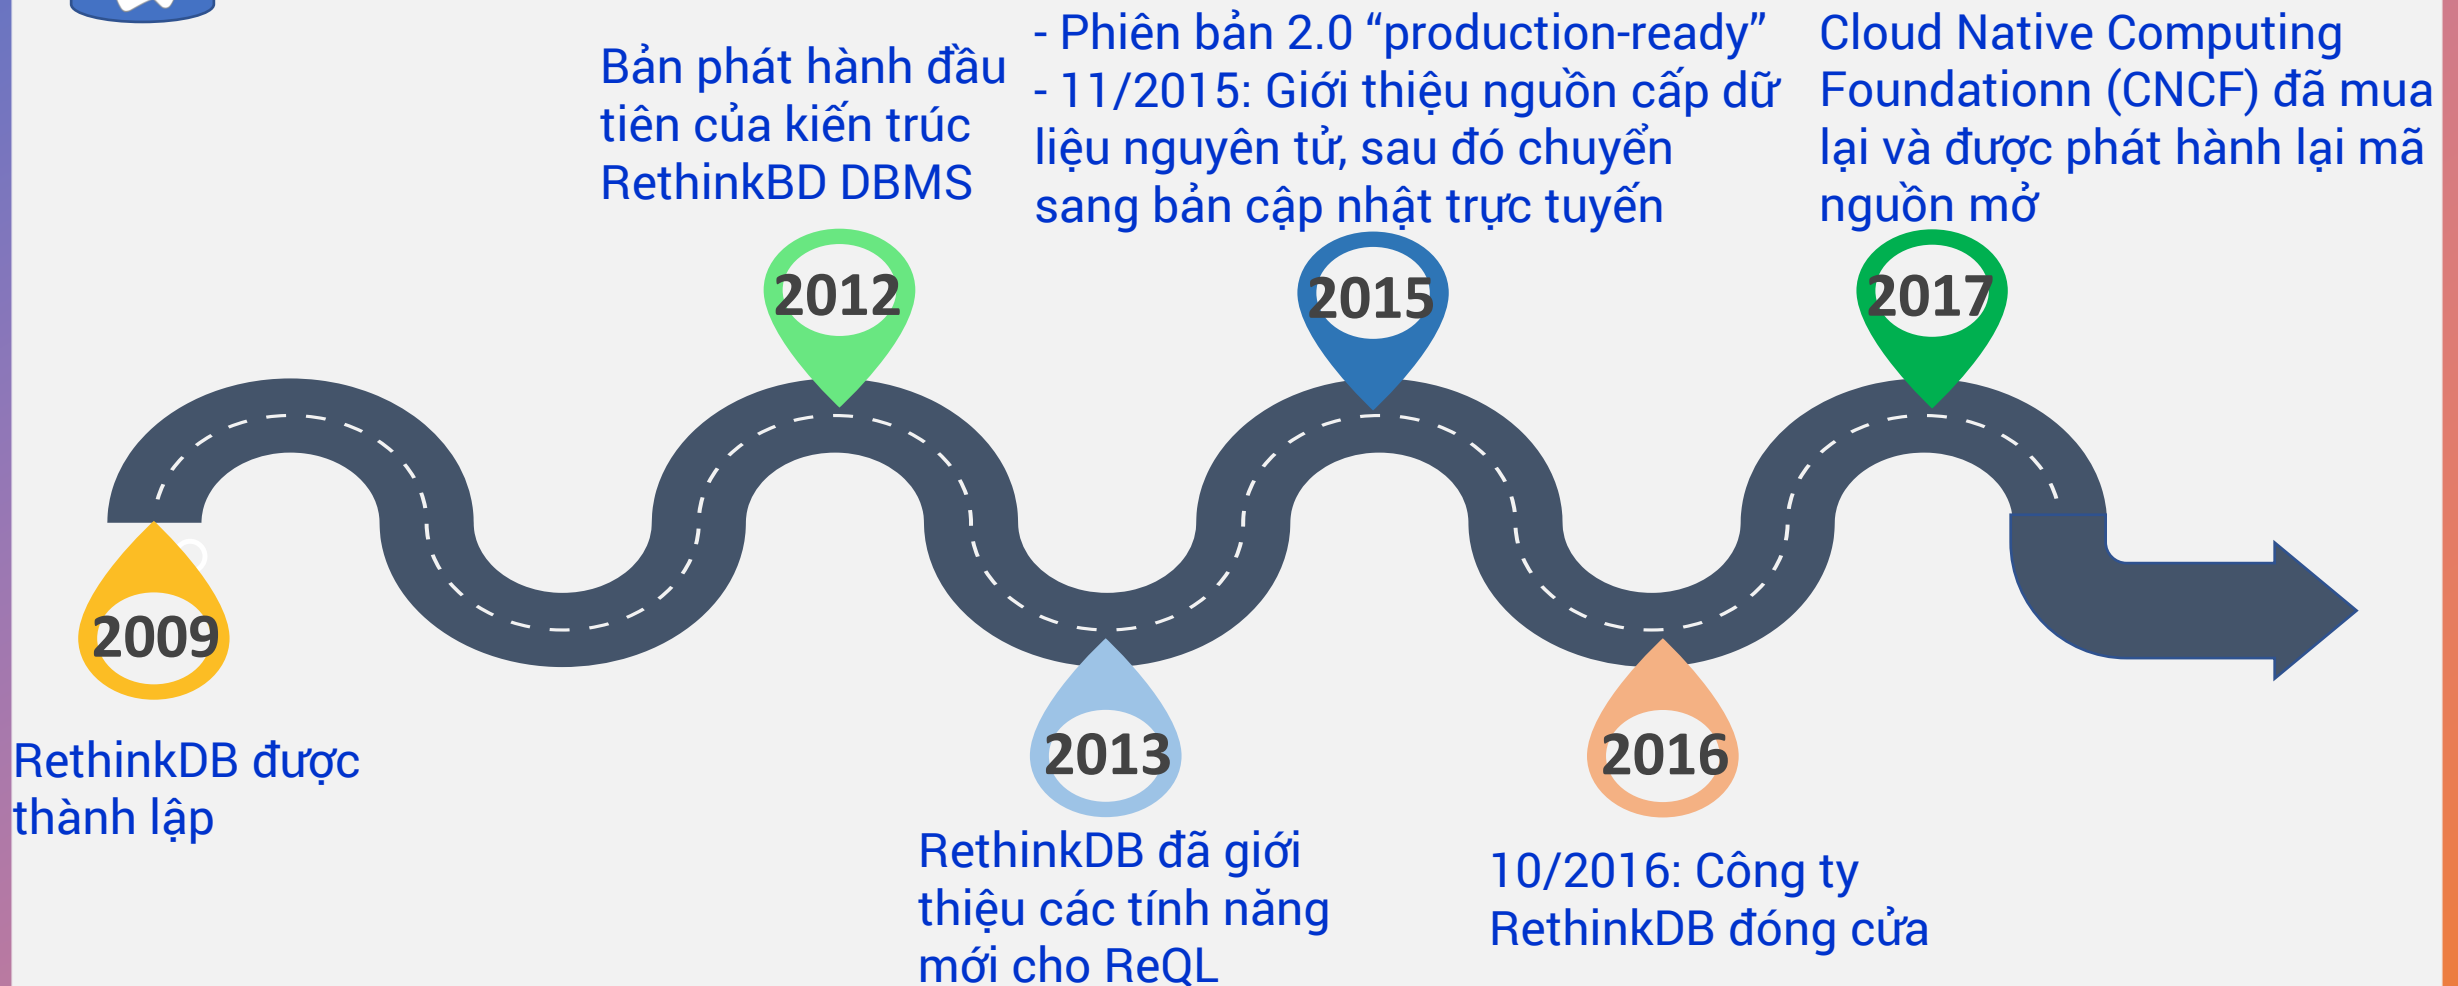 Bản phát hành đầu
tiên của kiến trúc
RethinkBD DBMS
- Phiên bản 2.0 “production-ready”
- 11/2015: Giới thiệu nguồn cấp dữ
liệu nguyên tử, sau đó chuyển
sang bản cập nhật trực tuyến
Cloud Native Computing
Foundationn (CNCF) đã mua
lại và được phát hành lại mã
nguồn mở
2012
2015
2017
2009
2013
2016
RethinkDB được
thành lập
RethinkDB đã giới
thiệu các tính năng
mới cho ReQL
10/2016: Công ty
RethinkDB đóng cửa